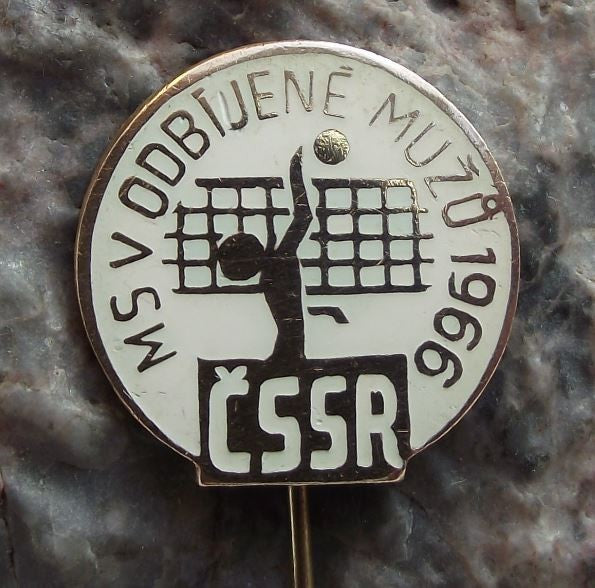 MS V ODBÍJENÉ MUŽŮ 1966
ČSSR